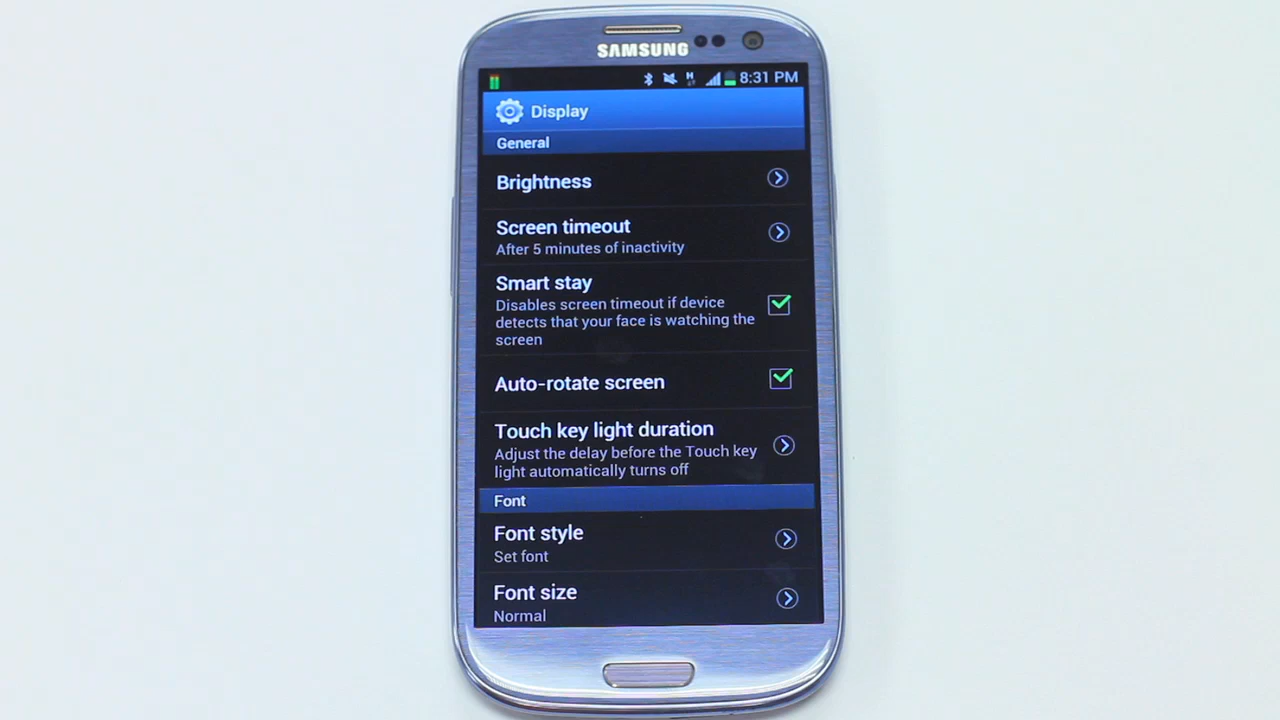 SAMSUNG
H
8:31 PM
Display
General
Brightness
Screen timeout
After 5 minutes of inactivity
Smart stay
Disables screen timeout if device
detects that your face is watching the
screen
Auto-rotate screen
Touch key light duration
Adjust the delay before the Touch key
light automatically turns off
Font
Font style
Set font
Font size
Normal